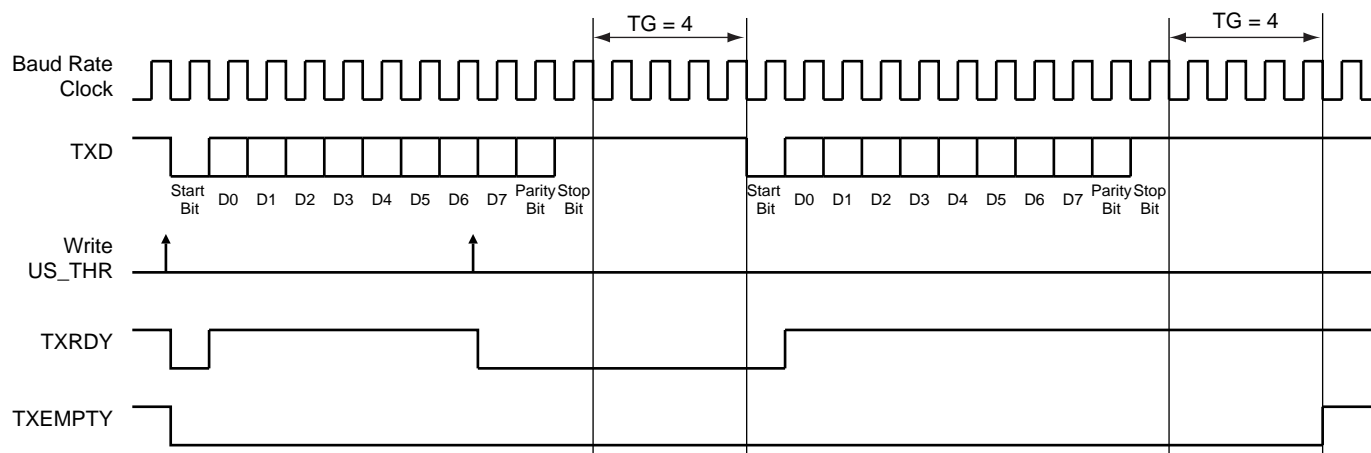 TG = 4
TG = 4
Baud Rate
Clock
TXD
Start
Bit
D0
D1
D2
D3
D4
D5
D6
D7
Parity
Bit
Stop
Bit
Start
Bit
D0
D1
D2
D3
D4
D5
D6
D7
Parity
Bit
Stop
Bit
Write
US_THR
TXRDY
TXEMPTY